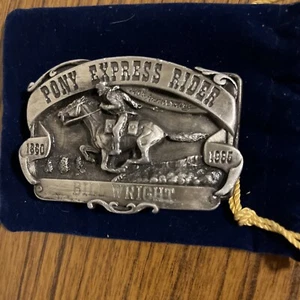 PONY EXPRESS RIDER
1860 1985
BILL WRIGHT